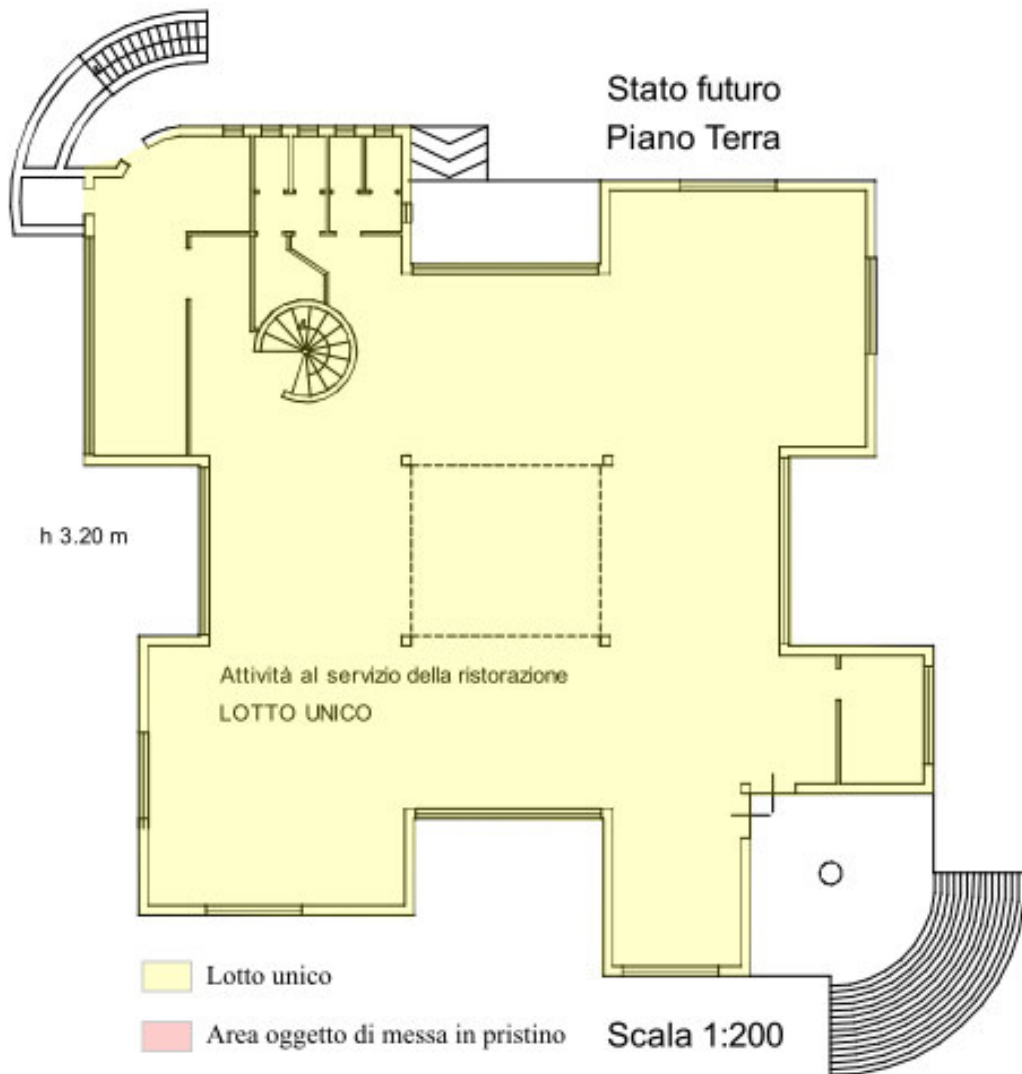 Stato futuro
Piano Terra
h 3.20 m
Attività al servizio della ristorazione
LOTTO UNICO
Lotto unico
Area oggetto di messa in pristino
Scala 1:200